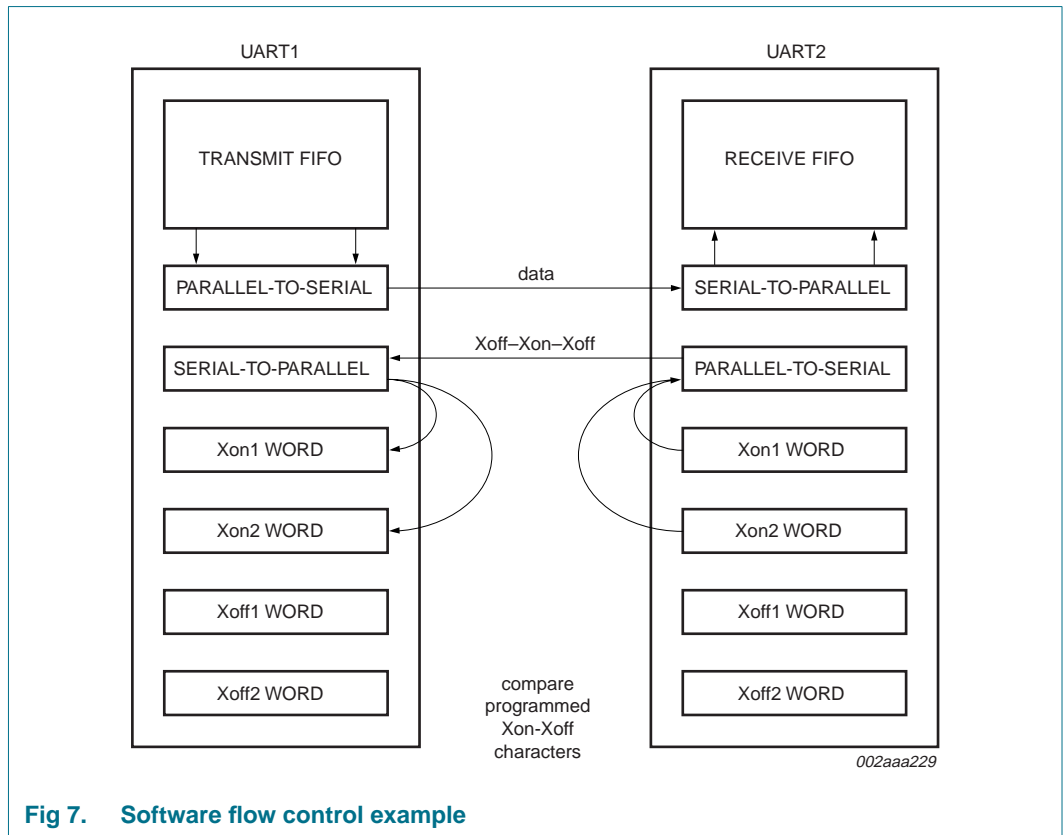 UART1
UART2
TRANSMIT FIFO
RECEIVE FIFO
PARALLEL-TO-SERIAL
data
SERIAL-TO-PARALLEL
Xoff–Xon–Xoff
SERIAL-TO-PARALLEL
PARALLEL-TO-SERIAL
Xon1 WORD
Xon1 WORD
Xon2 WORD
Xon2 WORD
Xoff1 WORD
Xoff1 WORD
Xoff2 WORD
Xoff2 WORD
compare
programmed
Xon-Xoff
characters
002aaa229
Fig 7. Software flow control example